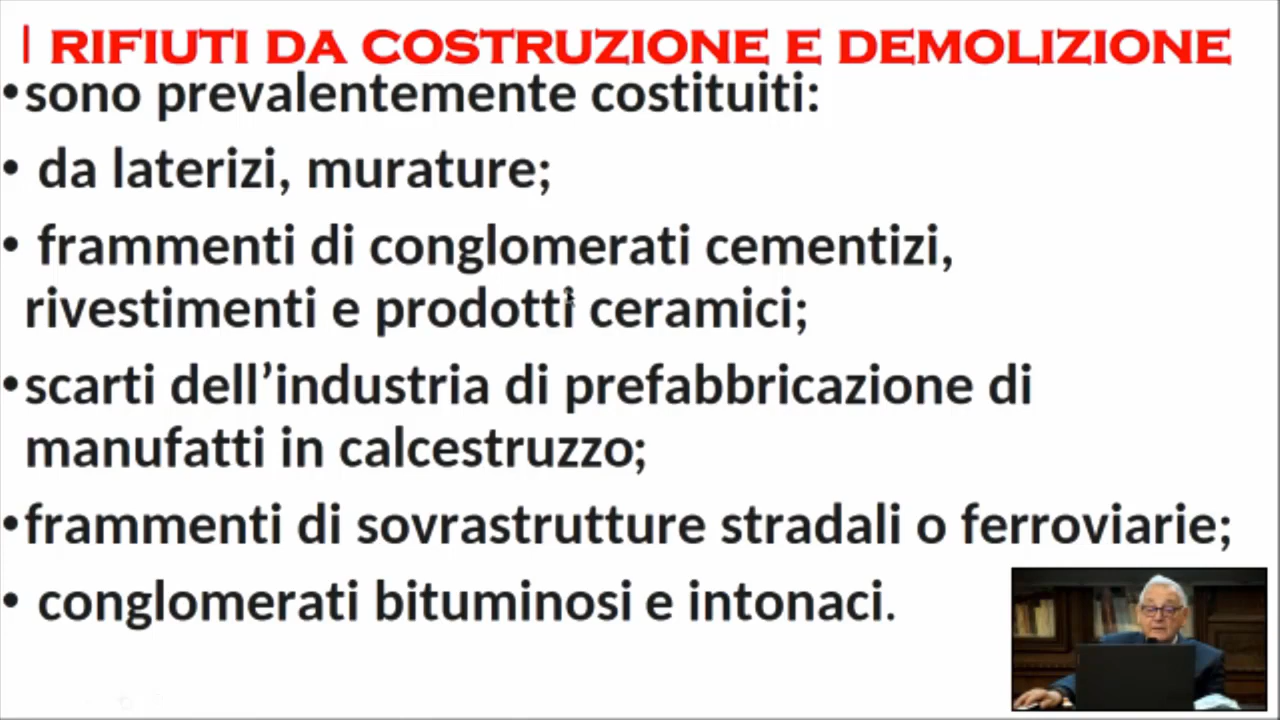 I RIFIUTI DA COSTRUZIONE E DEMOLIZIONE
•sono prevalentemente costituiti:
• da laterizi, murature;
• frammenti di conglomerati cementizi,
rivestimenti e prodotti ceramici;
•scarti dell’industria di prefabbricazione di
manufatti in calcestruzzo;
•frammenti di sovrastrutture stradali o ferroviarie;
• conglomerati bituminosi e intonaci.